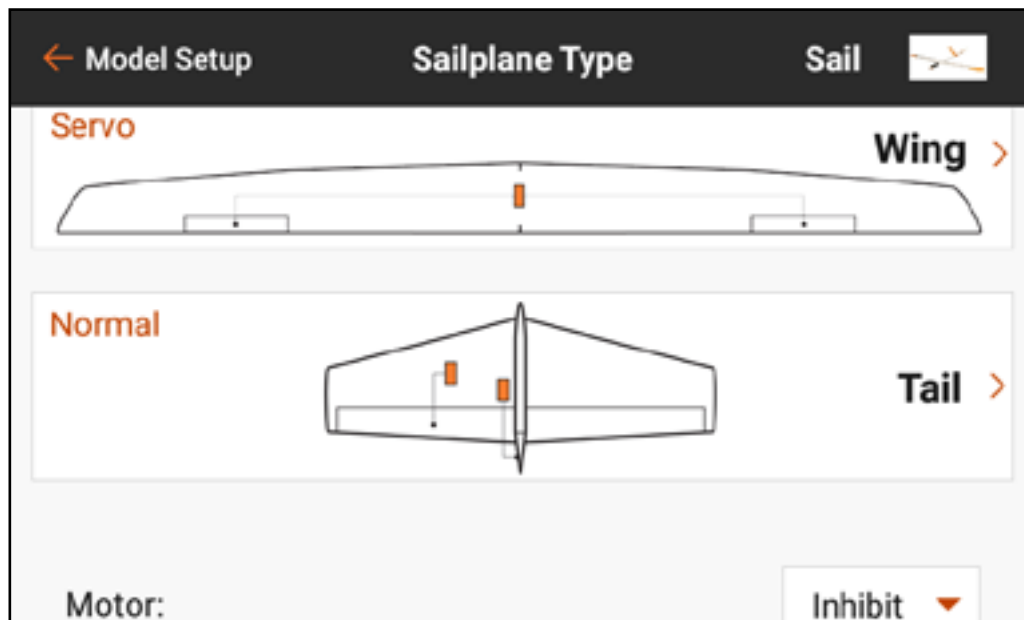 Model Setup Sailplane Type Sail
Servo
Wing
Normal
Tail
Motor: Inhibit